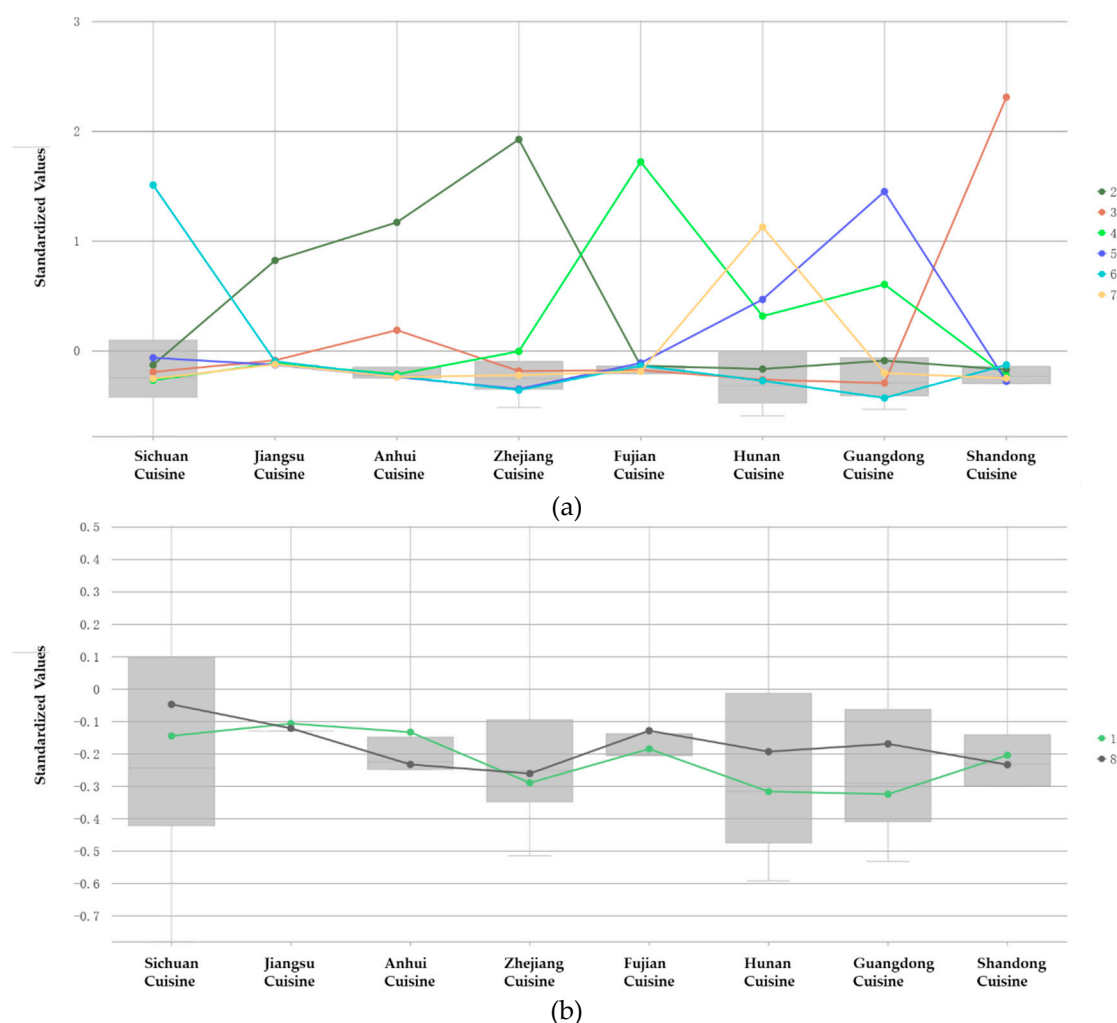 3
2
1
0
Standardized Values
2
3
4
5
6
7
Sichuan Cuisine
Jiangsu Cuisine
Anhui Cuisine
Zhejiang Cuisine
Fujian Cuisine
Hunan Cuisine
Guangdong Cuisine
Shandong Cuisine
(a)
0.5
0.4
0.3
0.2
0.1
0
-0.1
-0.2
-0.3
-0.4
-0.5
-0.6
-0.7
Standardized Values
1
8
Sichuan Cuisine
Jiangsu Cuisine
Anhui Cuisine
Zhejiang Cuisine
Fujian Cuisine
Hunan Cuisine
Guangdong Cuisine
Shandong Cuisine
(b)